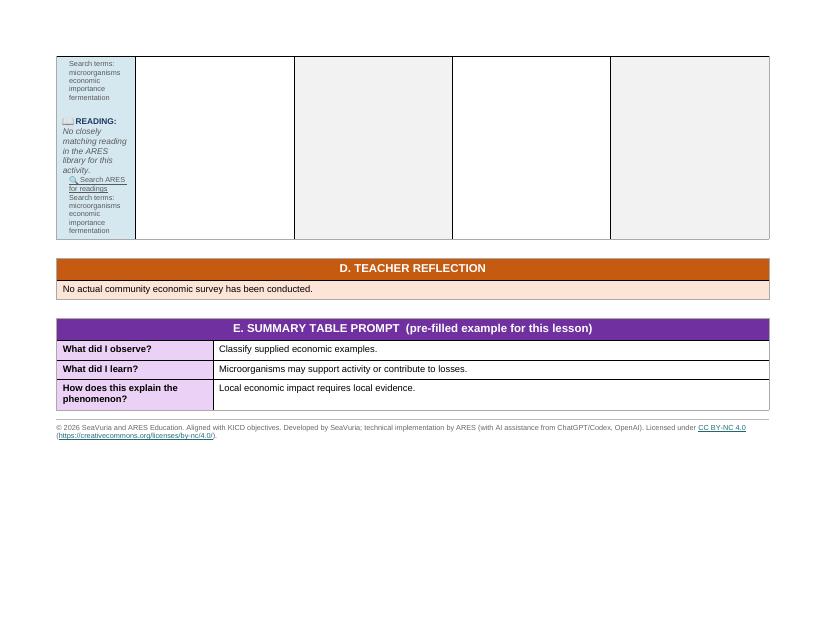 Search terms:
microorganisms
economic
importance
fermentation
📖 READING:
No closely
matching reading
in the ARES
library for this
activity.
🔍 Search ARES
for readings
Search terms:
microorganisms
economic
importance
fermentation
D. TEACHER REFLECTION
No actual community economic survey has been conducted.
E. SUMMARY TABLE PROMPT (pre-filled example for this lesson)
What did I observe? Classify supplied economic examples.
What did I learn? Microorganisms may support activity or contribute to losses.
How does this explain the Local economic impact requires local evidence.
phenomenon?
© 2026 SeaVuria and ARES Education. Aligned with KICD objectives. Developed by SeaVuria; technical implementation by ARES (with AI assistance from ChatGPT/Codex, OpenAI). Licensed under CC BY-NC 4.0
(https://creativecommons.org/licenses/by-nc/4.0/).